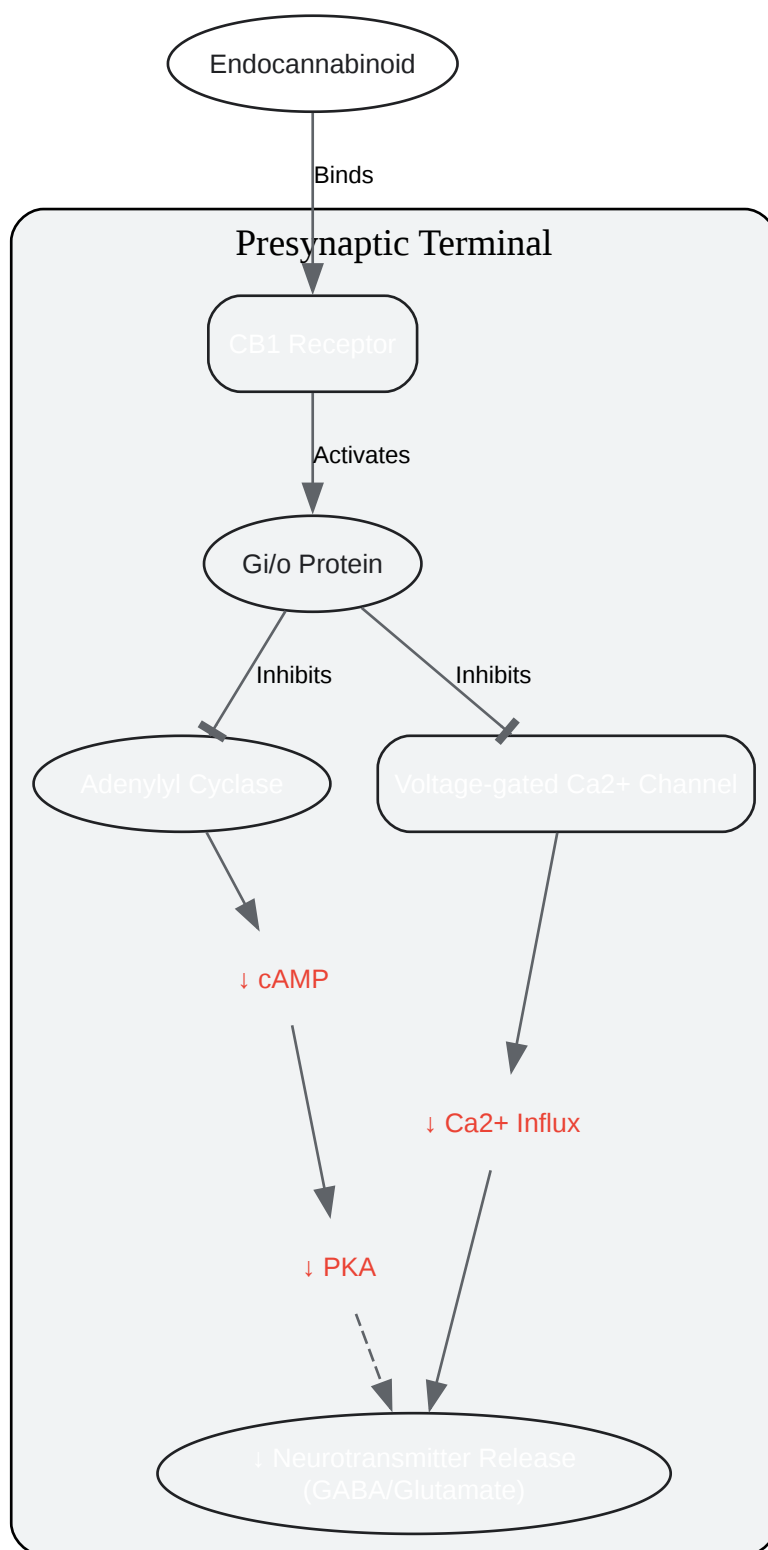 Endocannabinoid
Binds
Presynaptic Terminal
CB1 Receptor
Activates
Gi/o Protein
Inhibits
Inhibits
Adenylyl Cyclase
Voltage-gated Ca2+ Channel
↓ cAMP
↓ Ca2+ Influx
↓ PKA
↓ Neurotransmitter Release
(GABA/Glutamate)